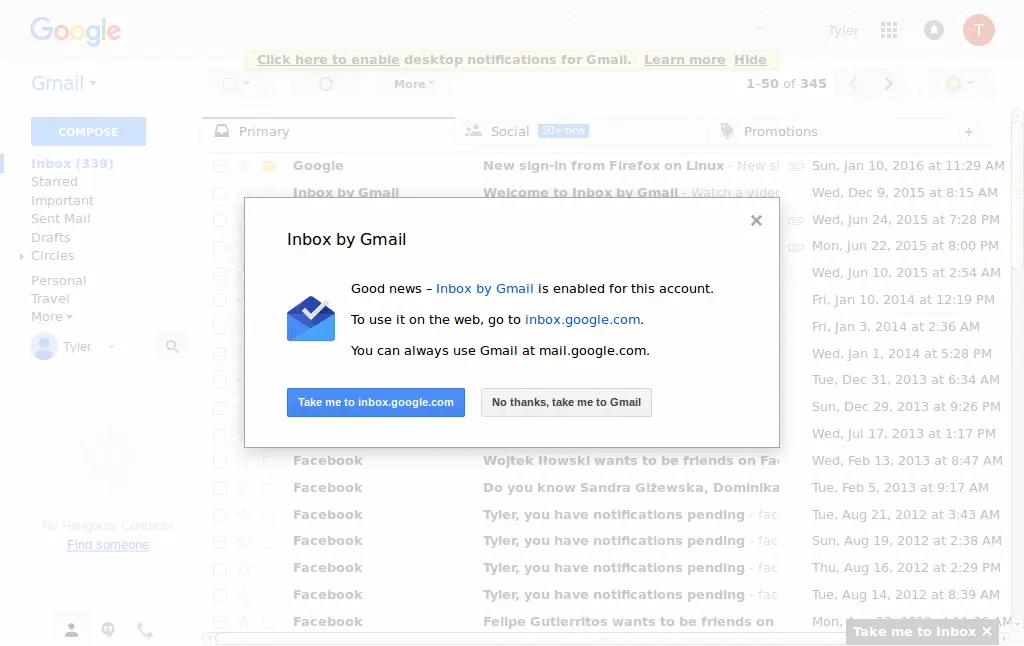 Google
Tyler
T
Click here to enable desktop notifications for Gmail. Learn more Hide
Gmail
More
1–50 of 345
COMPOSE
Primary
Social 50+ new
Promotions
+
Inbox (339)
Starred
Important
Sent Mail
Drafts
Circles
Personal
Travel
More
Tyler
No Hangouts Contacts
Find someone
Google New sign-in from Firefox on Linux - New si Sun, Jan 10, 2016 at 11:29 AM
Inbox by Gmail Welcome to Inbox by Gmail - Watch a video Wed, Dec 9, 2015 at 8:15 AM
Wed, Jun 24, 2015 at 7:28 PM
Mon, Jun 22, 2015 at 8:00 PM
Wed, Jun 10, 2015 at 2:54 AM
Fri, Jan 10, 2014 at 12:19 PM
Fri, Jan 3, 2014 at 2:36 AM
Wed, Jan 1, 2014 at 5:28 PM
Tue, Dec 31, 2013 at 6:34 AM
Sun, Dec 29, 2013 at 9:26 PM
Wed, Jul 17, 2013 at 1:17 PM
Inbox by Gmail
Good news – Inbox by Gmail is enabled for this account.
To use it on the web, go to inbox.google.com.
You can always use Gmail at mail.google.com.
Take me to inbox.google.com
No thanks, take me to Gmail
Facebook Wojtek Iłowski wants to be friends on Fac Wed, Feb 13, 2013 at 8:47 AM
Facebook Do you know Sandra Giżewska, Dominika Tue, Feb 5, 2013 at 9:17 AM
Facebook Tyler, you have notifications pending - fac Tue, Aug 21, 2012 at 3:43 AM
Facebook Tyler, you have notifications pending - fac Sun, Aug 19, 2012 at 2:38 AM
Facebook Tyler, you have notifications pending - fac Thu, Aug 16, 2012 at 2:29 PM
Facebook Tyler, you have notifications pending - fac Tue, Aug 14, 2012 at 8:39 AM
Facebook Felipe Gutierritos wants to be friends on
Take me to Inbox